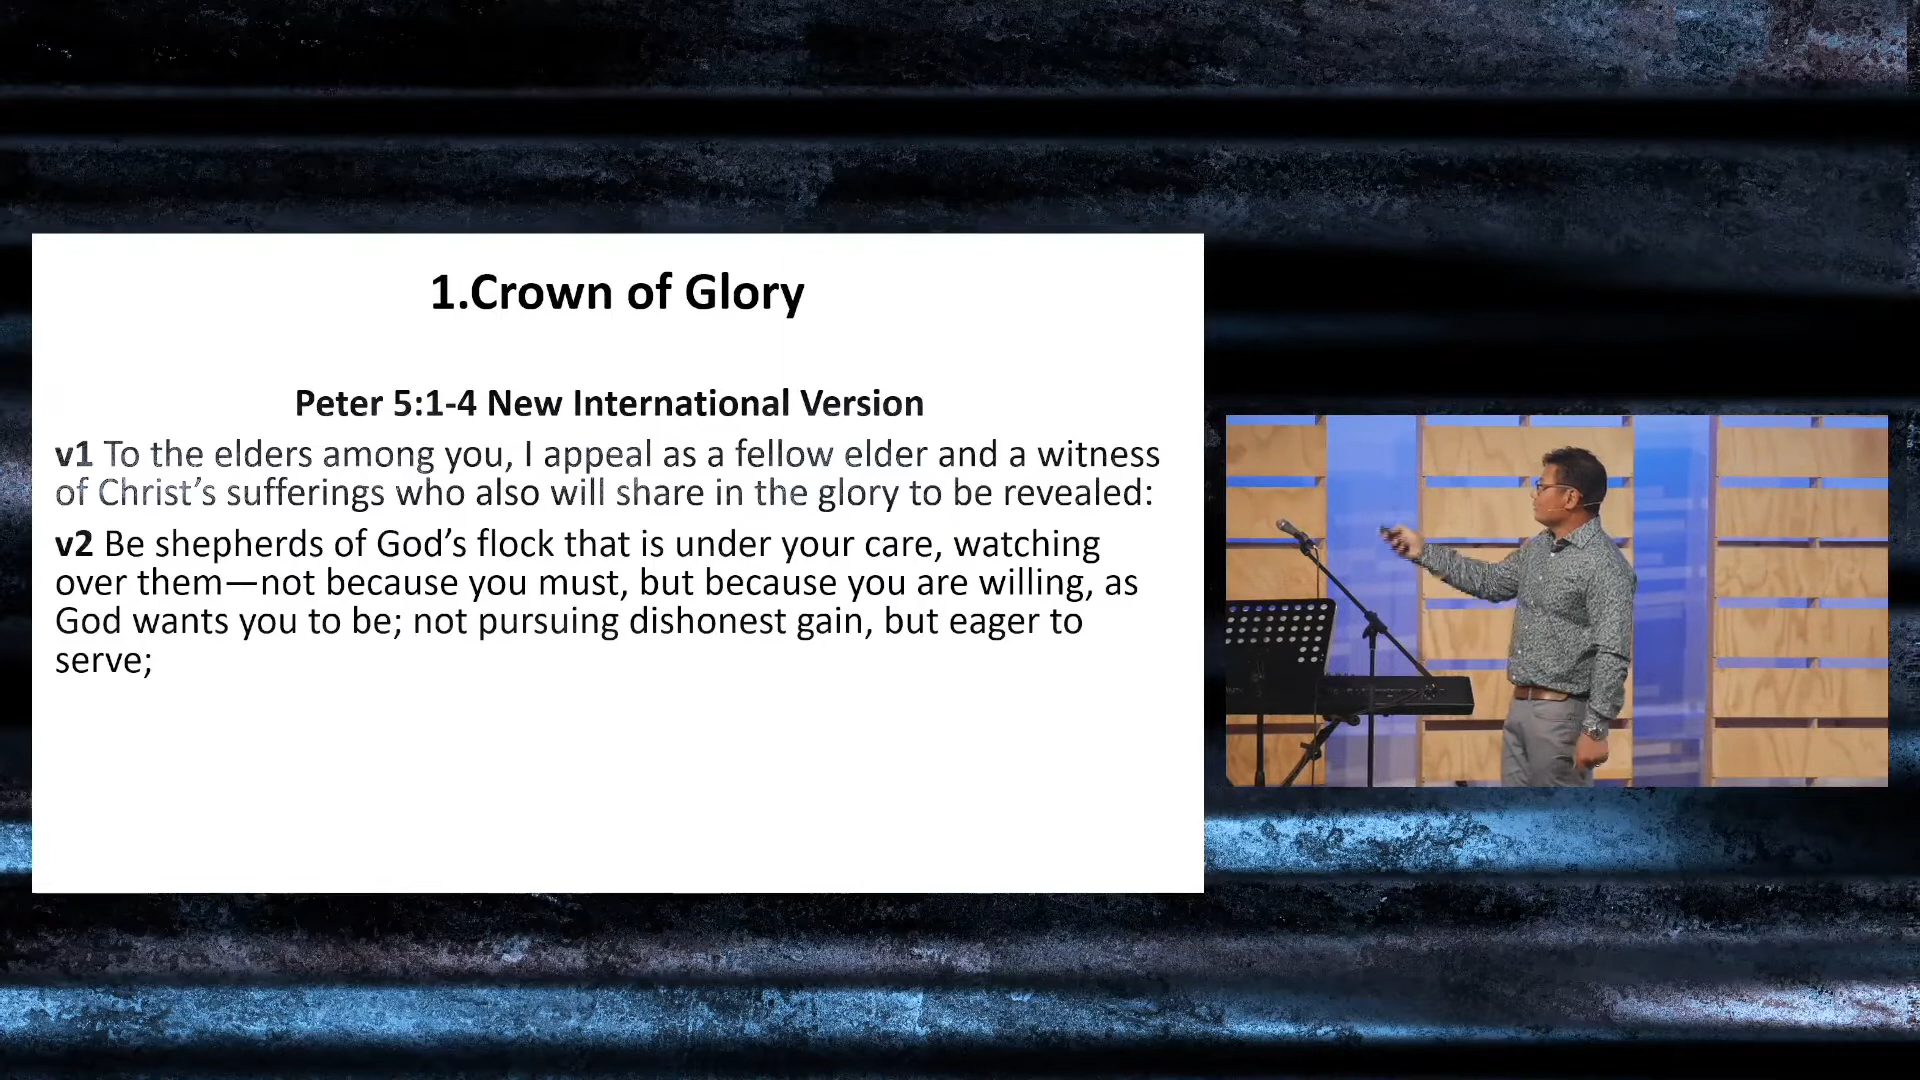 1.Crown of Glory
Peter 5:1-4 New International Version
v1 To the elders among you, I appeal as a fellow elder and a witness
of Christ’s sufferings who also will share in the glory to be revealed:
v2 Be shepherds of God’s flock that is under your care, watching
over them—not because you must, but because you are willing, as
God wants you to be; not pursuing dishonest gain, but eager to
serve;